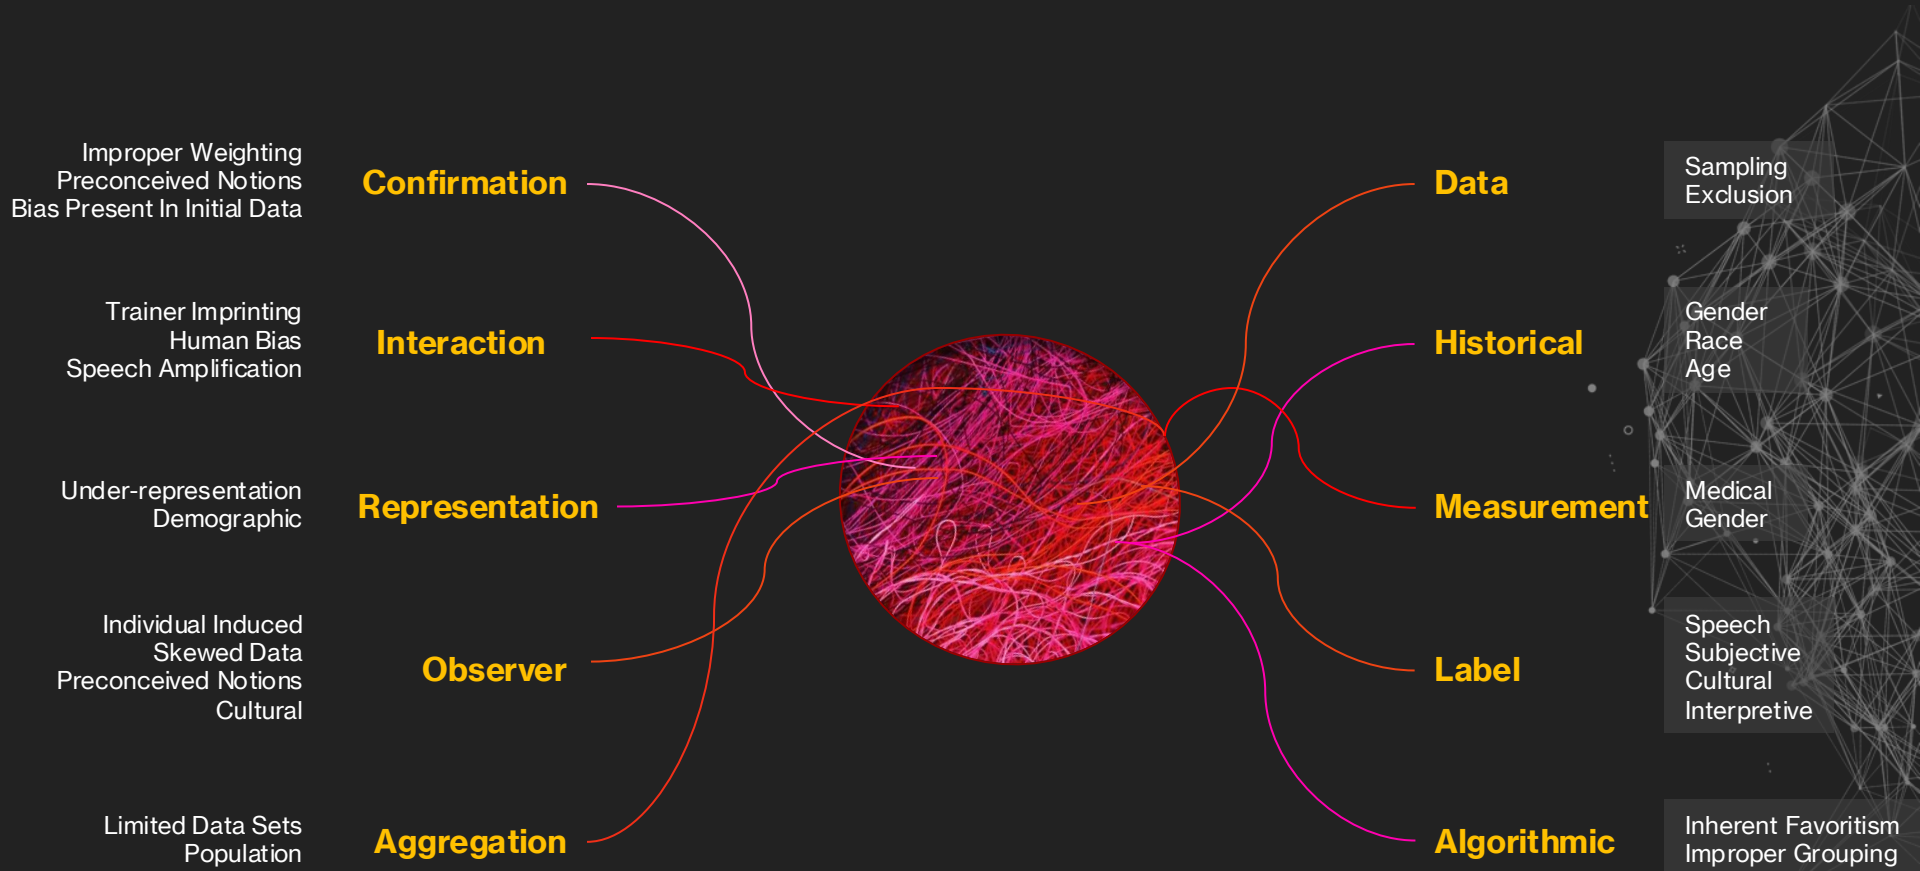 Improper Weighting
Preconceived Notions
Bias Present In Initial Data
Confirmation
Trainer Imprinting
Human Bias
Speech Amplification
Interaction
Under-representation
Demographic
Representation
Individual Induced
Skewed Data
Preconceived Notions
Cultural
Observer
Limited Data Sets
Population
Aggregation
Data
Sampling
Exclusion
Historical
Gender
Race
Age
Measurement
Medical
Gender
Label
Speech
Subjective
Cultural
Interpretive
Algorithmic
Inherent Favoritism
Improper Grouping